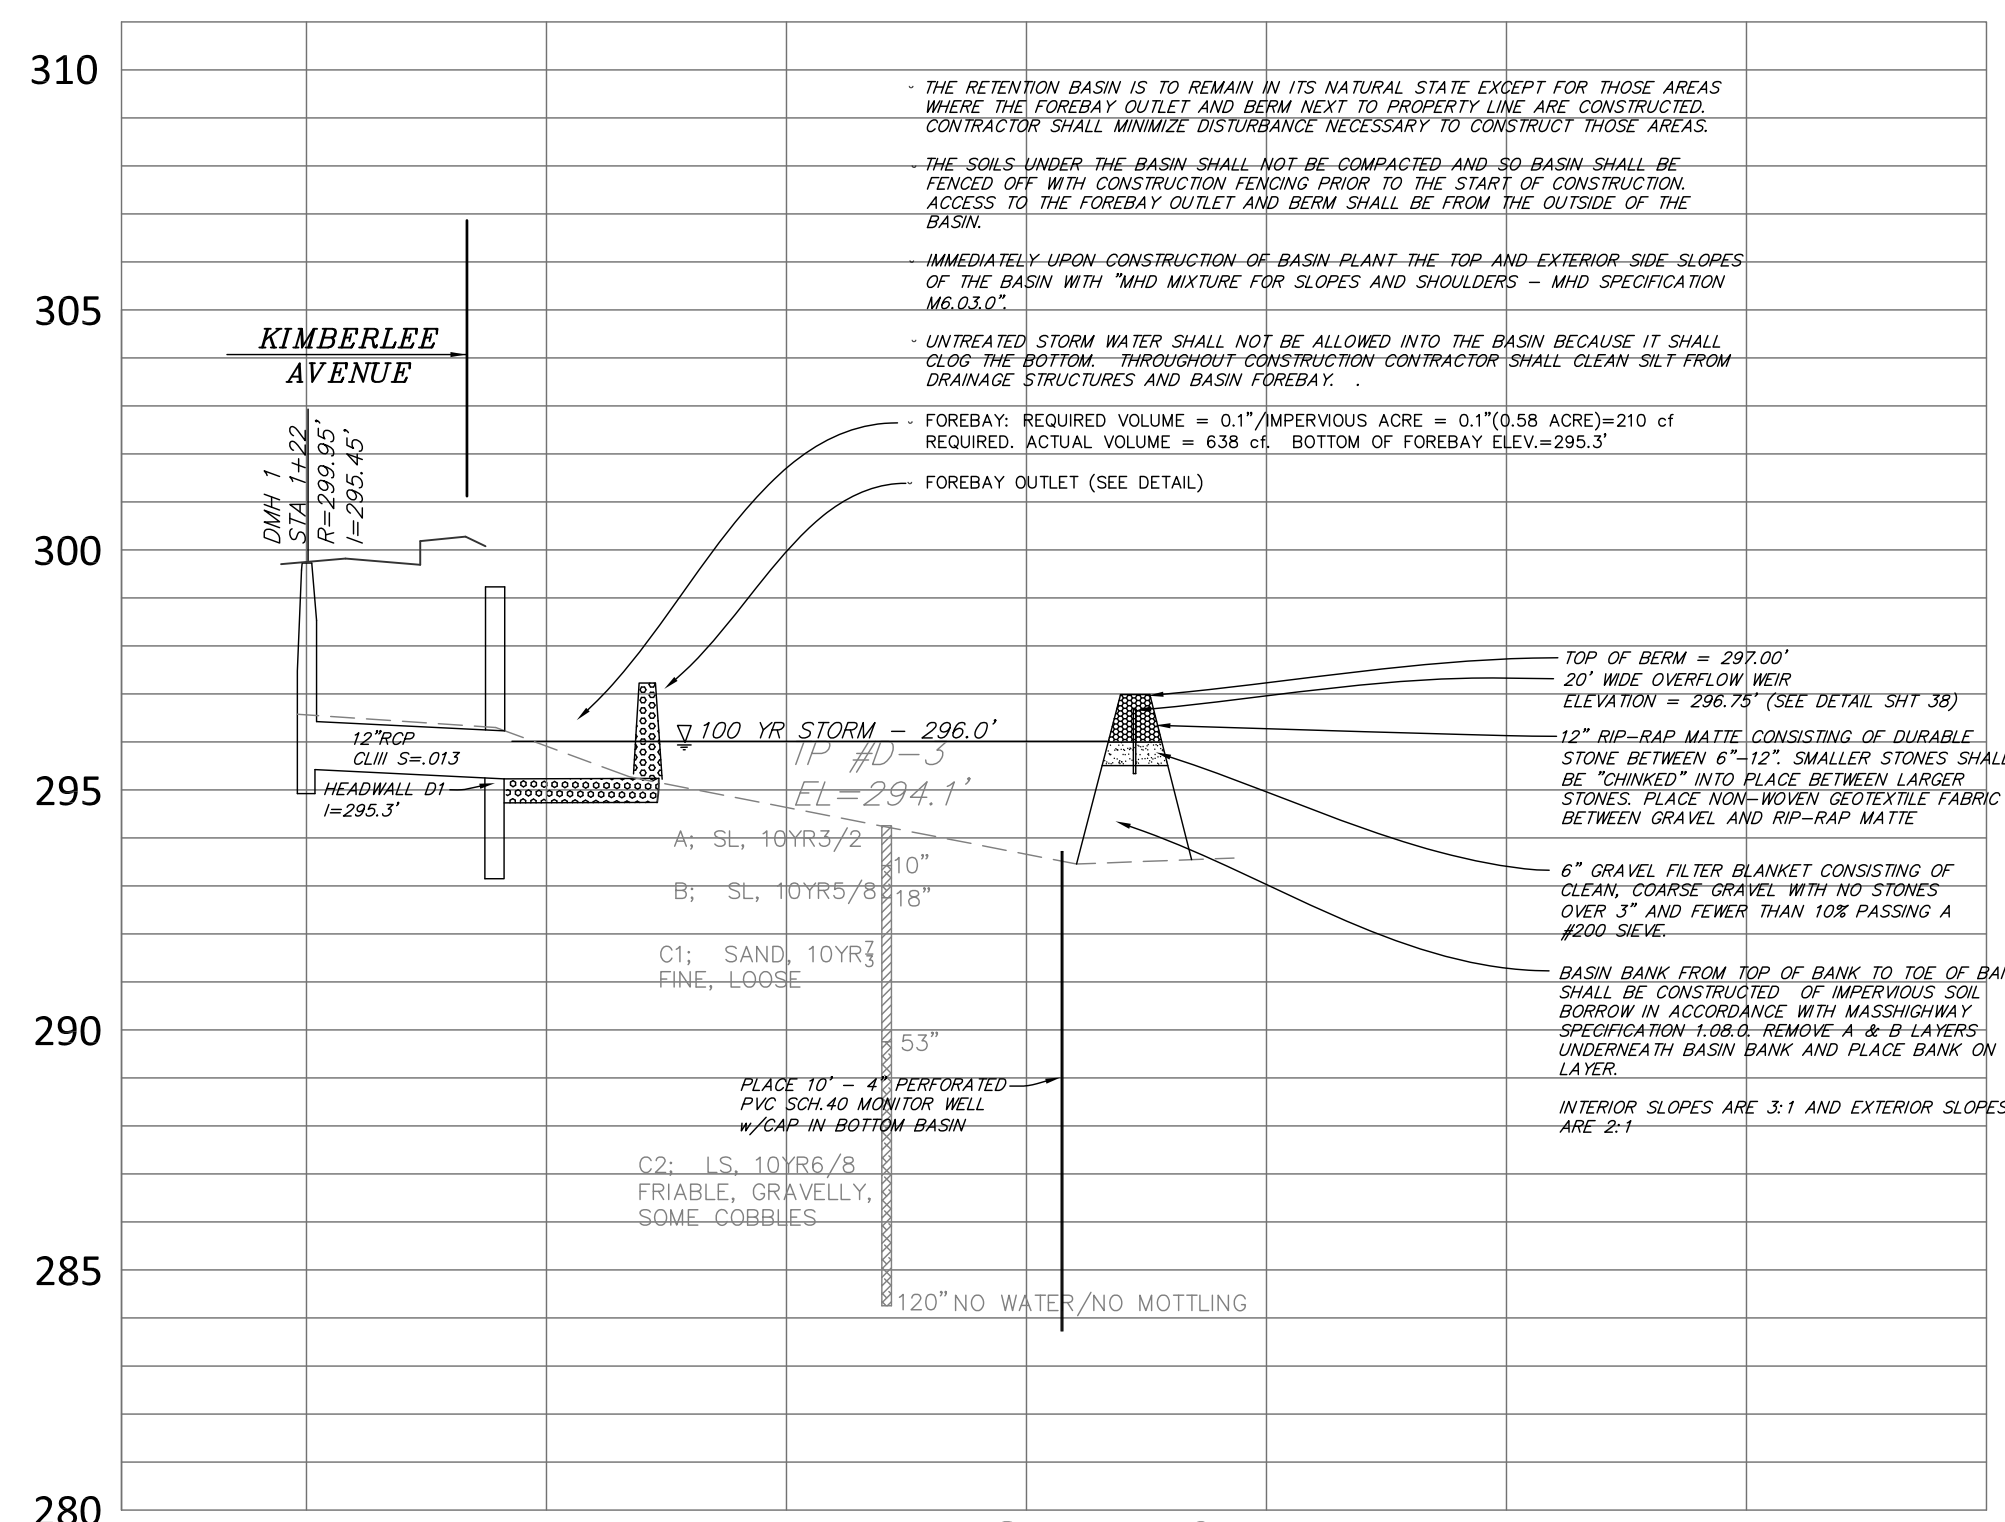 310
305
300
295
290
285
280
˘ THE RETENTION BASIN IS TO REMAIN IN ITS NATURAL STATE EXCEPT FOR THOSE AREAS
WHERE THE FOREBAY OUTLET AND BERM NEXT TO PROPERTY LINE ARE CONSTRUCTED.
CONTRACTOR SHALL MINIMIZE DISTURBANCE NECESSARY TO CONSTRUCT THOSE AREAS.
˘ THE SOILS UNDER THE BASIN SHALL NOT BE COMPACTED AND SO BASIN SHALL BE
FENCED OFF WITH CONSTRUCTION FENCING PRIOR TO THE START OF CONSTRUCTION.
ACCESS TO THE FOREBAY OUTLET AND BERM SHALL BE FROM THE OUTSIDE OF THE
BASIN.
˘ IMMEDIATELY UPON CONSTRUCTION OF BASIN PLANT THE TOP AND EXTERIOR SIDE SLOPES
OF THE BASIN WITH "MHD MIXTURE FOR SLOPES AND SHOULDERS – MHD SPECIFICATION
M6.03.0".
˘ UNTREATED STORM WATER SHALL NOT BE ALLOWED INTO THE BASIN BECAUSE IT SHALL
CLOG THE BOTTOM. THROUGHOUT CONSTRUCTION CONTRACTOR SHALL CLEAN SILT FROM
DRAINAGE STRUCTURES AND BASIN FOREBAY. .
˘ FOREBAY: REQUIRED VOLUME = 0.1"/IMPERVIOUS ACRE = 0.1"(0.58 ACRE)=210 cf
REQUIRED. ACTUAL VOLUME = 638 cf. BOTTOM OF FOREBAY ELEV.=295.3'
˘ FOREBAY OUTLET (SEE DETAIL)
KIMBERLEE
AVENUE
DMH 1
STA 1+22
R=299.95'
I=295.45'
12"RCP
CLIII S=.013
HEADWALL D1
I=295.3'
100 YR STORM – 296.0'
TP #D-3
EL=294.1'
A; SL, 10YR3/2
10"
B; SL, 10YR5/8
18"
C1; SAND, 10YR7/3
FINE, LOOSE
53"
PLACE 10' – 4" PERFORATED
PVC SCH.40 MONITOR WELL
w/CAP IN BOTTOM BASIN
C2; LS, 10YR6/8
FRIABLE, GRAVELLY,
SOME COBBLES
120" NO WATER/NO MOTTLING
TOP OF BERM = 297.00'
20' WIDE OVERFLOW WEIR
ELEVATION = 296.75' (SEE DETAIL SHT 38)
12" RIP-RAP MATTE CONSISTING OF DURABLE
STONE BETWEEN 6"-12". SMALLER STONES SHALL
BE "CHINKED" INTO PLACE BETWEEN LARGER
STONES. PLACE NON-WOVEN GEOTEXTILE FABRIC
BETWEEN GRAVEL AND RIP-RAP MATTE
6" GRAVEL FILTER BLANKET CONSISTING OF
CLEAN, COARSE GRAVEL WITH NO STONES
OVER 3" AND FEWER THAN 10% PASSING A
#200 SIEVE.
BASIN BANK FROM TOP OF BANK TO TOE OF
SHALL BE CONSTRUCTED OF IMPERVIOUS SOIL
BORROW IN ACCORDANCE WITH MASSHIGHWAY
SPECIFICATION 1.08.0. REMOVE A & B LAYERS
UNDERNEATH BASIN BANK AND PLACE BANK ON
LAYER.
INTERIOR SLOPES ARE 3:1 AND EXTERIOR SLOPES
ARE 2:1